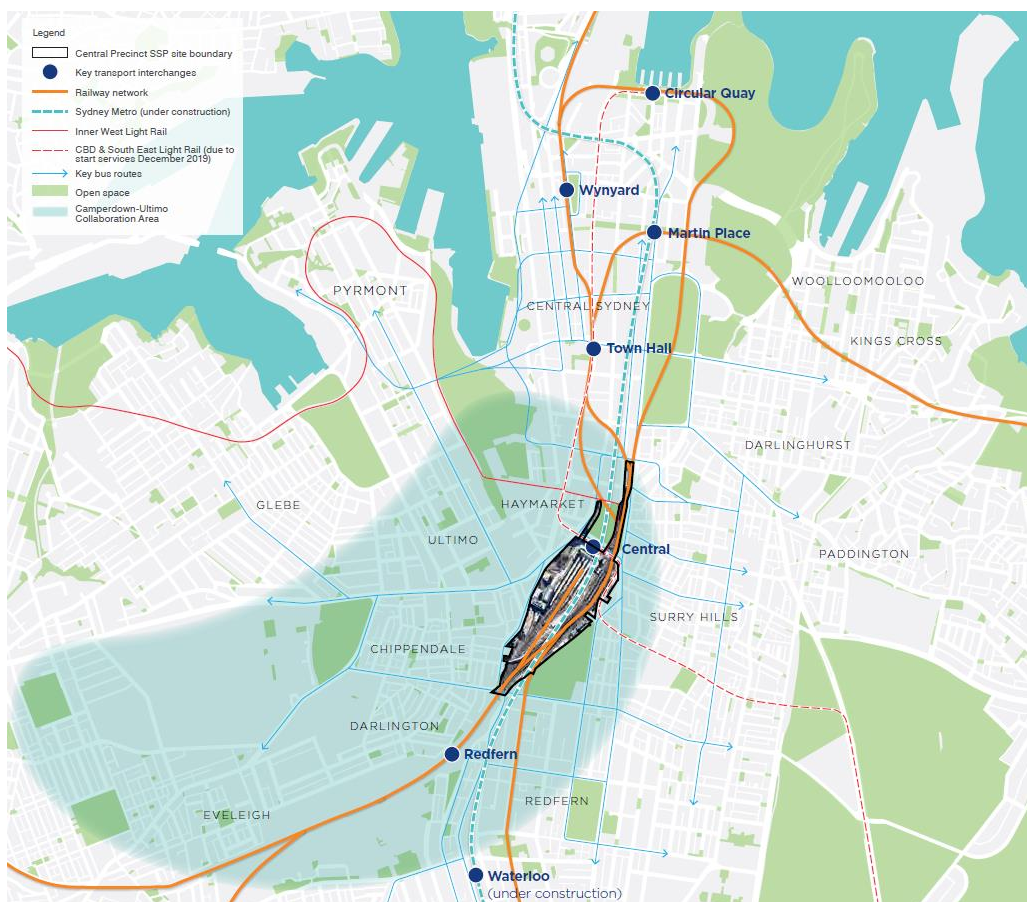 Legend
Central Precinct SSP site boundary
Key transport interchanges
Railway network
Sydney Metro (under construction)
Inner West Light Rail
CBD & South East Light Rail (due to
start services December 2019)
Key bus routes
Open space
Camperdown-Ultimo
Collaboration Area
Circular Quay
Wynyard
Martin Place
WOOLLOOMOOLOO
PYRMONT
CENTRAL SYDNEY
KINGS CROSS
Town Hall
DARLINGHURST
GLEBE
HAYMARKET
ULTIMO
Central
PADDINGTON
SURRY HILLS
CHIPPENDALE
DARLINGTON
Redfern
REDFERN
EVELEIGH
Waterloo
(under construction)